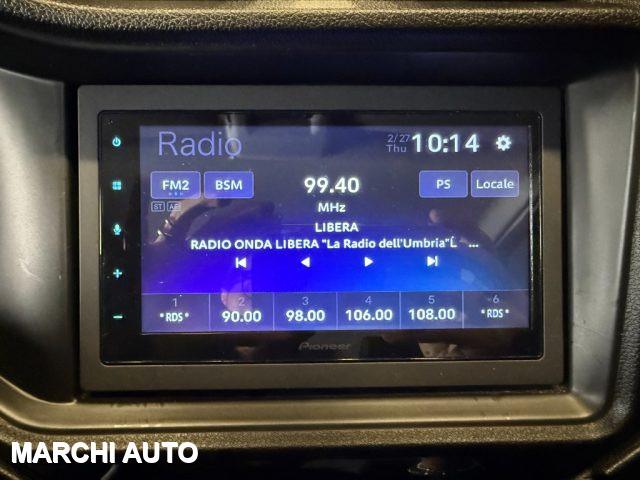 Radio
2/27
Thu
10:14
FM2
BSM
99.40
MHz
PS
Locale
ST AF
LIBERA
RADIO ONDA LIBERA "La Radio dell'Umbria"Ĺ ...
1 2 3 4 5 6
*RDS* 90.00 98.00 106.00 108.00 *RDS*
Pioneer
MARCHI AUTO